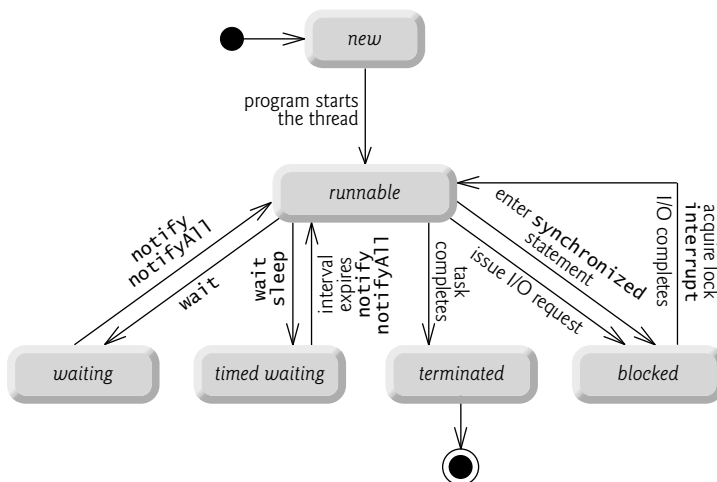 new
program starts
the thread
runnable
notify
notifyAll
wait
wait
sleep
interval
expires
notify
notifyAll
task
completes
enter synchronized
statement
issue I/O request
I/O completes
interrupt
acquire lock
waiting
timed waiting
terminated
blocked